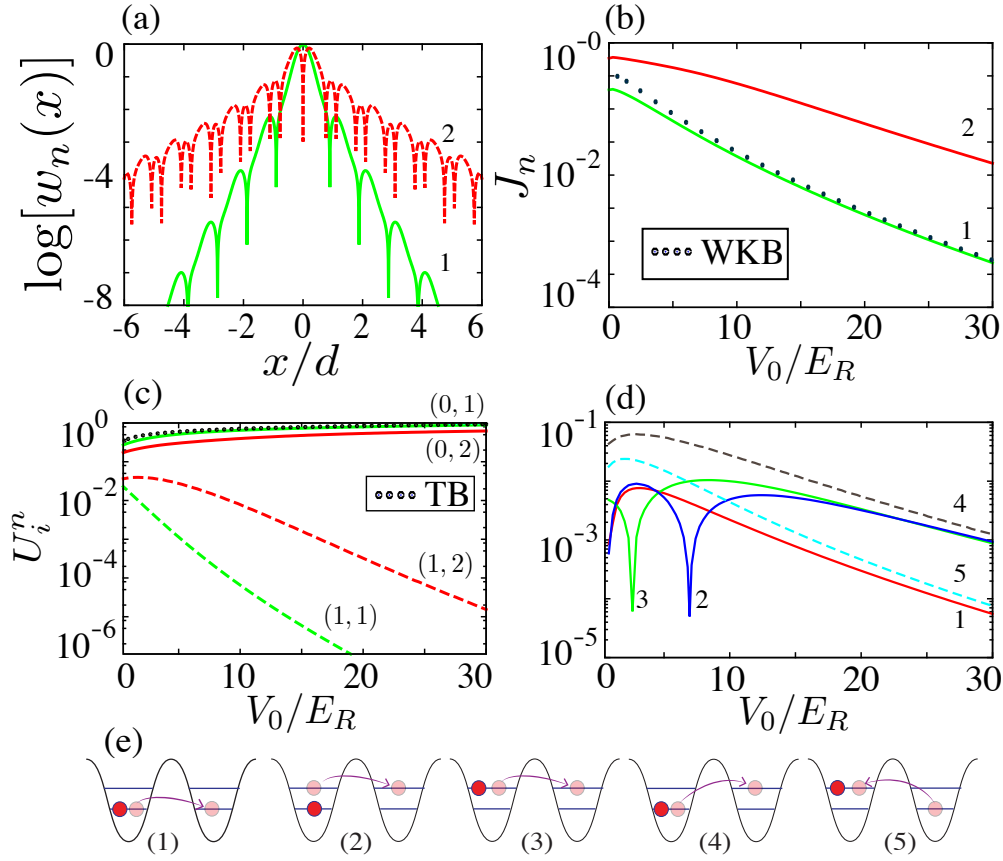 (a)
log[w_n(x)]
0
-4
-8
2
1
-6 -4 -2 0 2 4 6
x/d
(b)
J_n
10^{-0}
10^{-2}
10^{-4}
2
1
WKB
0 10 20 30
V_0/E_R
(c)
U_i^n
10^0
10^{-2}
10^{-4}
10^{-6}
(0, 1)
(0, 2)
TB
(1, 2)
(1, 1)
0 10 20 30
V_0/E_R
(d)
10^{-1}
10^{-3}
10^{-5}
4
5
3 2 1
0 10 20 30
V_0/E_R
(e)
(1) (2) (3) (4) (5)